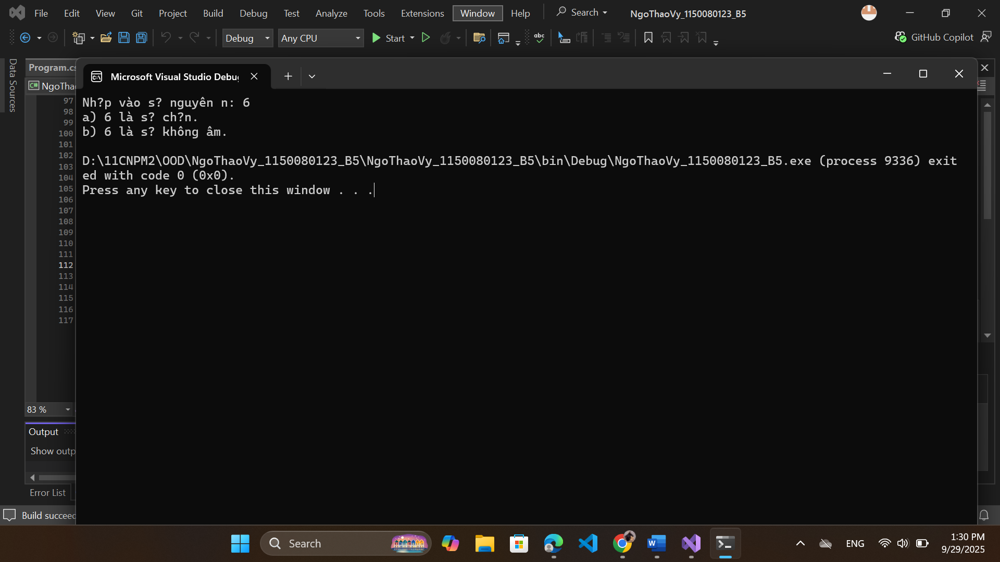 File Edit View Git Project Build Debug Test Analyze Tools Extensions Window Help Search NgoThaoVy_1150080123_B5
Debug Any CPU Start abc GitHub Copilot
Data Sources
Program.cs
C# NgoThao
Microsoft Visual Studio Debu
97
98
99
100
101
102
103
104
105
106
107
108
109
110
111
112
113
114
115
116
117
Nh?p vào s? nguyên n: 6
a) 6 là s? ch?n.
b) 6 là s? không âm.
D:\11CNPM2\OOD\NgoThaoVy_1150080123_B5\NgoThaoVy_1150080123_B5\bin\Debug\NgoThaoVy_1150080123_B5.exe (process 9336) exit
ed with code 0 (0x0).
Press any key to close this window . . .
83 %
Output
Show outp
Error List
Build succeed
Search
ENG
1:30 PM
9/29/2025